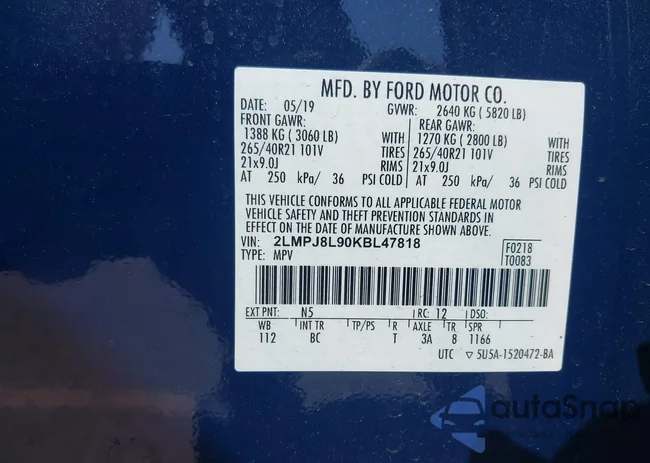 MFD. BY FORD MOTOR CO.
DATE: 05/19 GVWR: 2640 KG ( 5820 LB)
FRONT GAWR: REAR GAWR:
1388 KG ( 3060 LB) WITH 1270 KG ( 2800 LB) WITH
265/40R21 101V TIRES 265/40R21 101V TIRES
21x9.0J RIMS 21x9.0J RIMS
AT 250 kPa/ 36 PSI COLD AT 250 kPa/ 36 PSI COLD
THIS VEHICLE CONFORMS TO ALL APPLICABLE FEDERAL MOTOR
VEHICLE SAFETY AND THEFT PREVENTION STANDARDS IN
EFFECT ON THE DATE OF MANUFACTURE SHOWN ABOVE.
VIN: 2LMPJ8L90KBL47818 F0218
TYPE: MPV T0083
EXT PNT: N5 RC: 12 DSO:
WB INT TR TP/PS R AXLE TR SPR
112 BC T 3A 8 1166
UTC ▽ 5U5A-1520472-BA
autoSnap